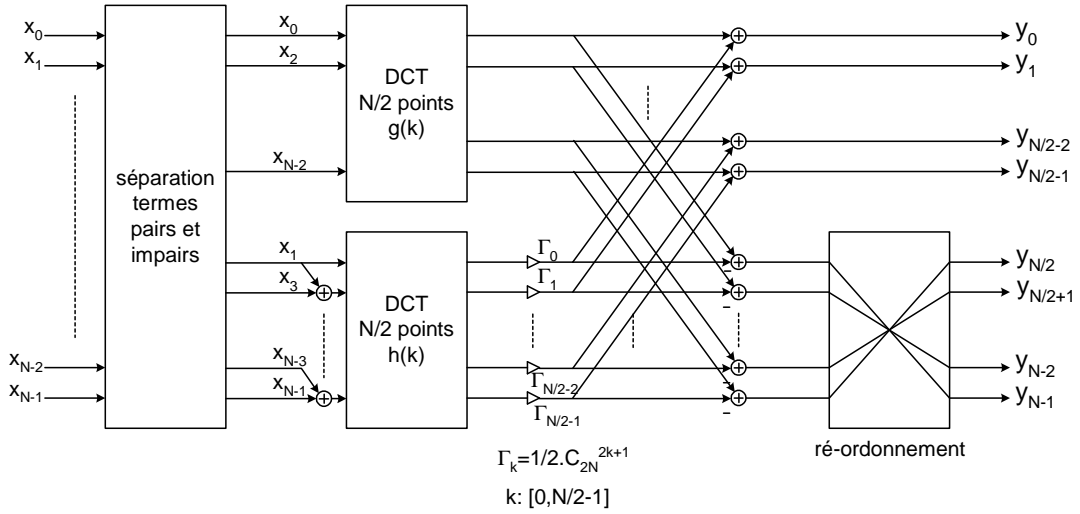 x0
x1
xN-2
xN-1
séparation
termes
pairs et
impairs
x0
x2
xN-2
x1
x3
xN-3
xN-1
DCT
N/2 points
g(k)
DCT
N/2 points
h(k)
Γ0
Γ1
ΓN/2-2
ΓN/2-1
Γk=1/2.C2N^2k+1
k: [0,N/2-1]
y0
y1
yN/2-2
yN/2-1
yN/2
yN/2+1
yN-2
yN-1
ré-ordonnement